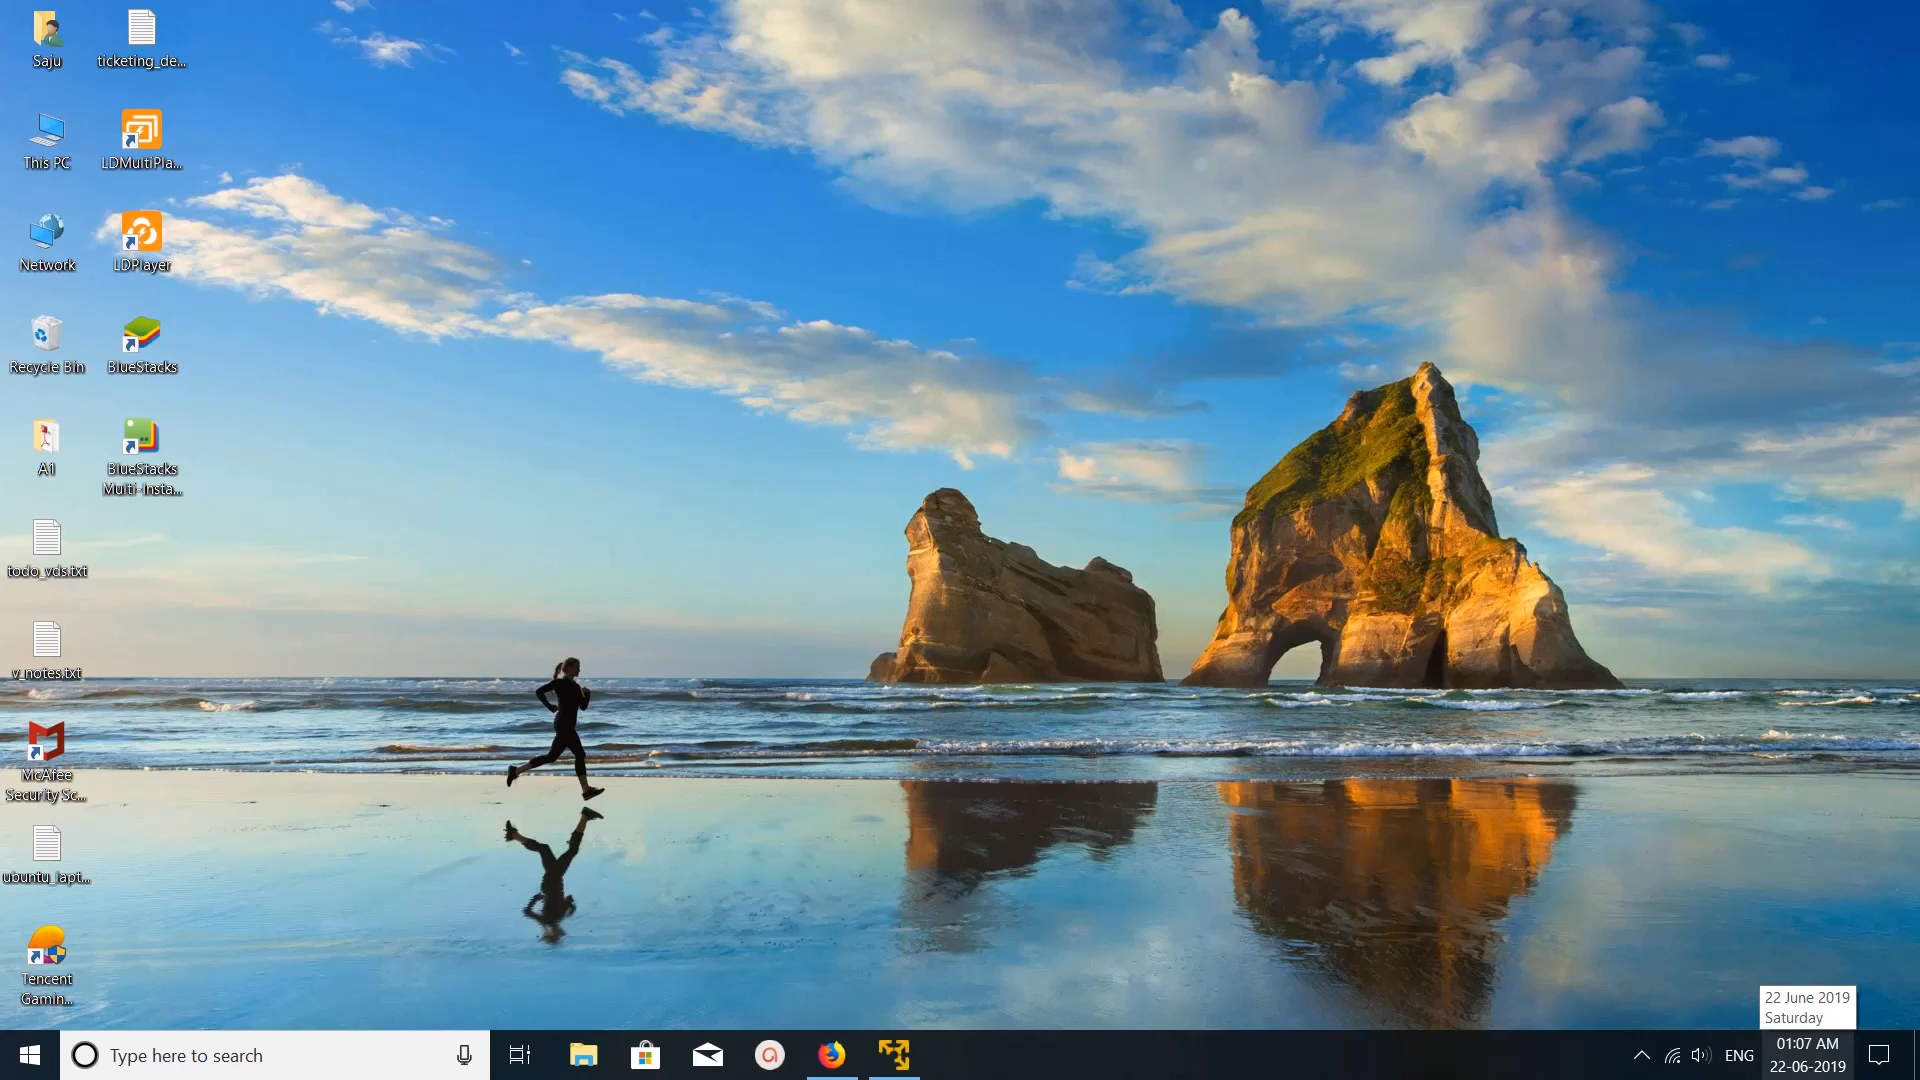 Saju
ticketing_de...
This PC
LDMultiPla...
Network
LDPlayer
Recycle Bin
BlueStacks
A1
BlueStacks
Multi-Insta...
todo_vds.txt
v_notes.txt
McAfee
Security Sc...
ubuntu_lapt...
Tencent
Gamin...
22 June 2019
Saturday
Type here to search
ENG
01:07 AM
22-06-2019